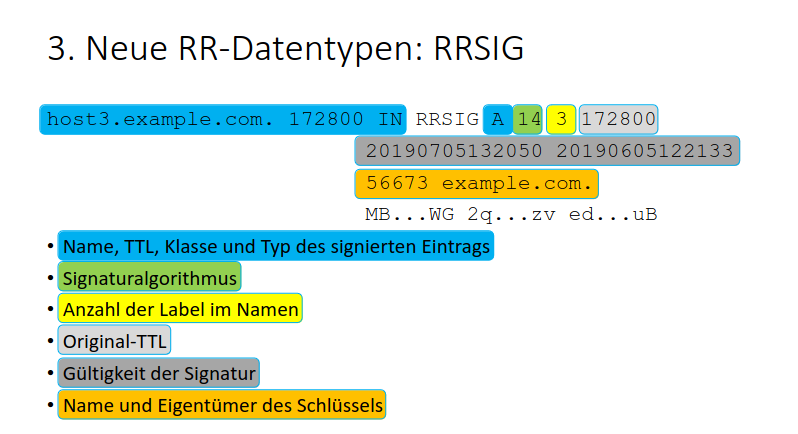 3. Neue RR-Datentypen: RRSIG
host3.example.com. 172800 IN RRSIG A 14 3 172800
20190705132050 20190605122133
56673 example.com.
MB...WG 2q...zv ed...uB
• Name, TTL, Klasse und Typ des signierten Eintrags
• Signaturalgorithmus
• Anzahl der Label im Namen
• Original-TTL
• Gültigkeit der Signatur
• Name und Eigentümer des Schlüssels